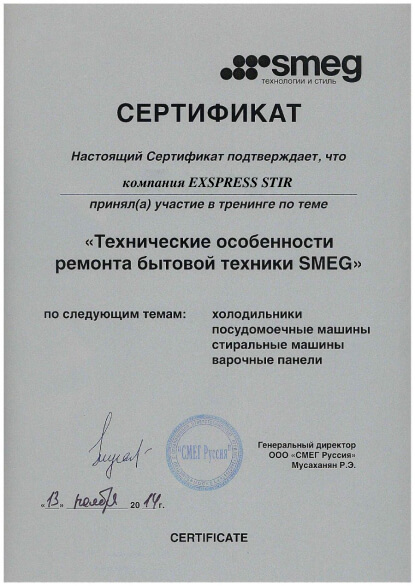 smeg
технологии и стиль
СЕРТИФИКАТ
Настоящий Сертификат подтверждает, что
компания EXSPRESS STIR
принял(а) участие в тренинге по теме
«Технические особенности
ремонта бытовой техники SMEG»
по следующим темам: холодильники
посудомоечные машины
стиральные машины
варочные панели
"СМЕГ Руссия"
Генеральный директор
ООО «СМЕГ Руссия»
Мусаханян Р.Э.
«13» ноября 2014г.
CERTIFICATE